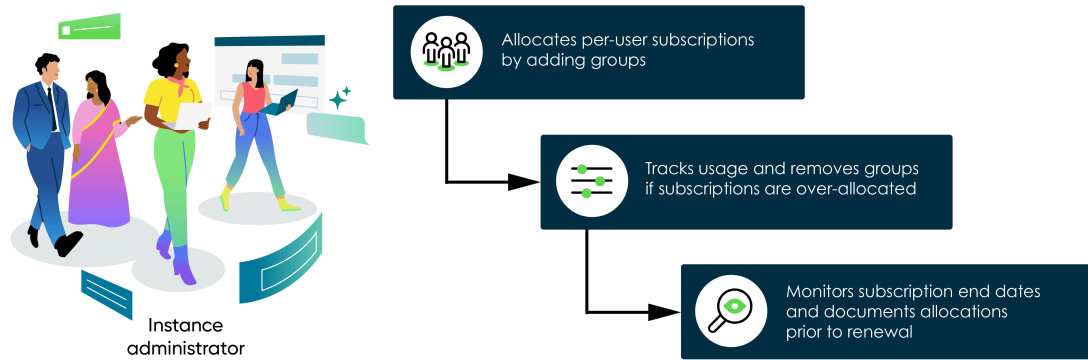 Allocates per-user subscriptions
by adding groups
Tracks usage and removes groups
if subscriptions are over-allocated
Monitors subscription end dates
and documents allocations
prior to renewal
Instance
administrator